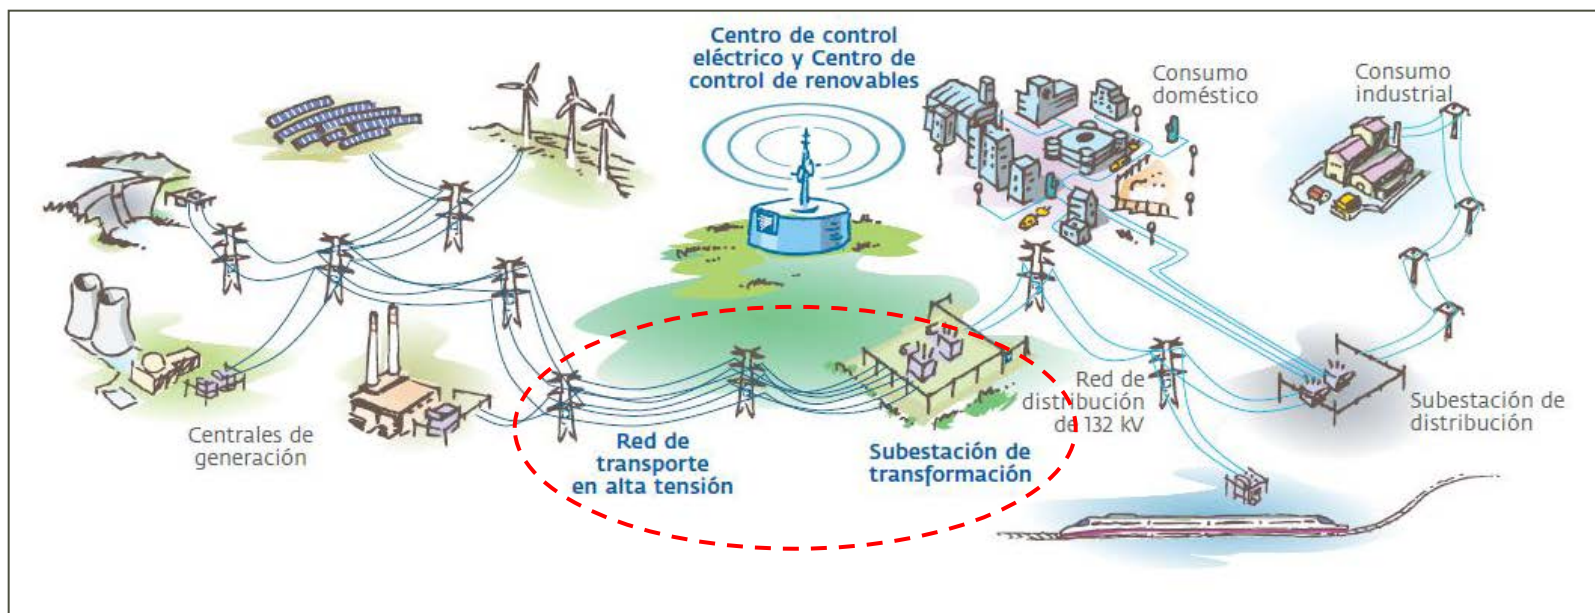 Centro de control
eléctrico y Centro de
control de renovables
Consumo
doméstico
Consumo
industrial
Centrales de
generación
Red de
transporte
en alta tensión
Subestación de
transformación
Red de
distribución
de 132 kV
Subestación de
distribución